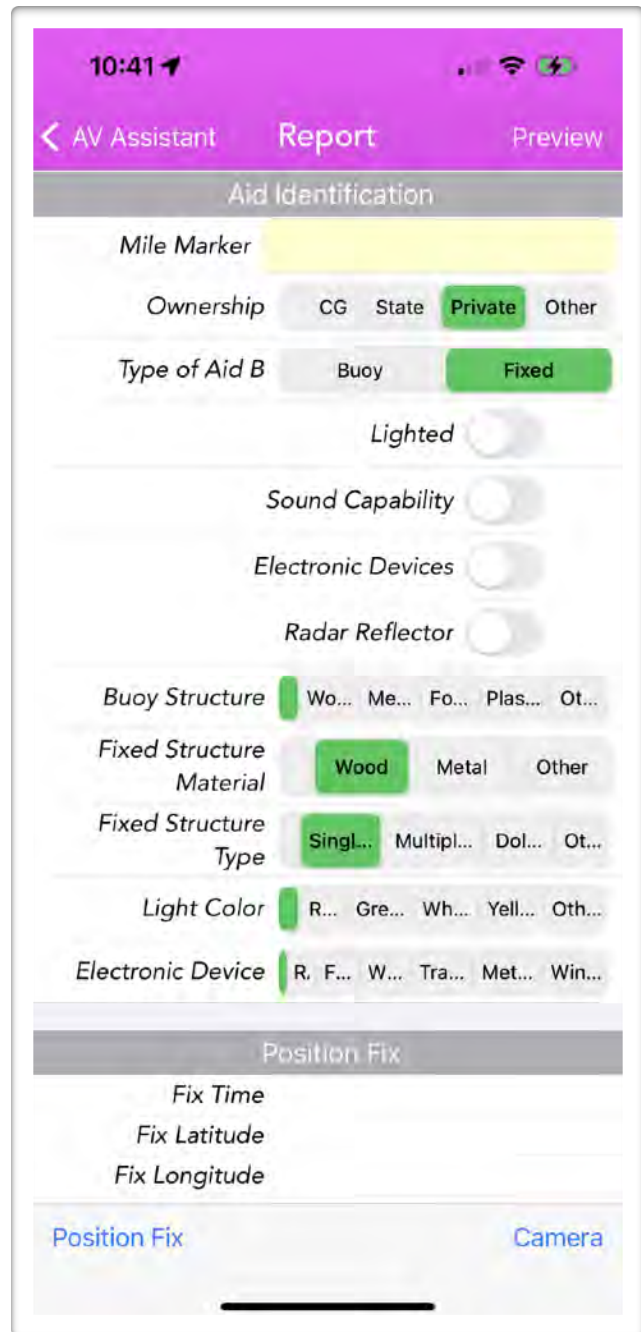 10:41
AV Assistant Report Preview
Aid Identification
Mile Marker
Ownership CG State Private Other
Type of Aid B Buoy Fixed
Lighted
Sound Capability
Electronic Devices
Radar Reflector
Buoy Structure Wo... Me... Fo... Plas... Ot...
Fixed Structure
Material Wood Metal Other
Fixed Structure
Type Singl... Multipl... Dol... Ot...
Light Color R... Gre... Wh... Yell... Oth...
Electronic Device R. F... W... Tra... Met... Win...
Position Fix
Fix Time
Fix Latitude
Fix Longitude
Position Fix Camera